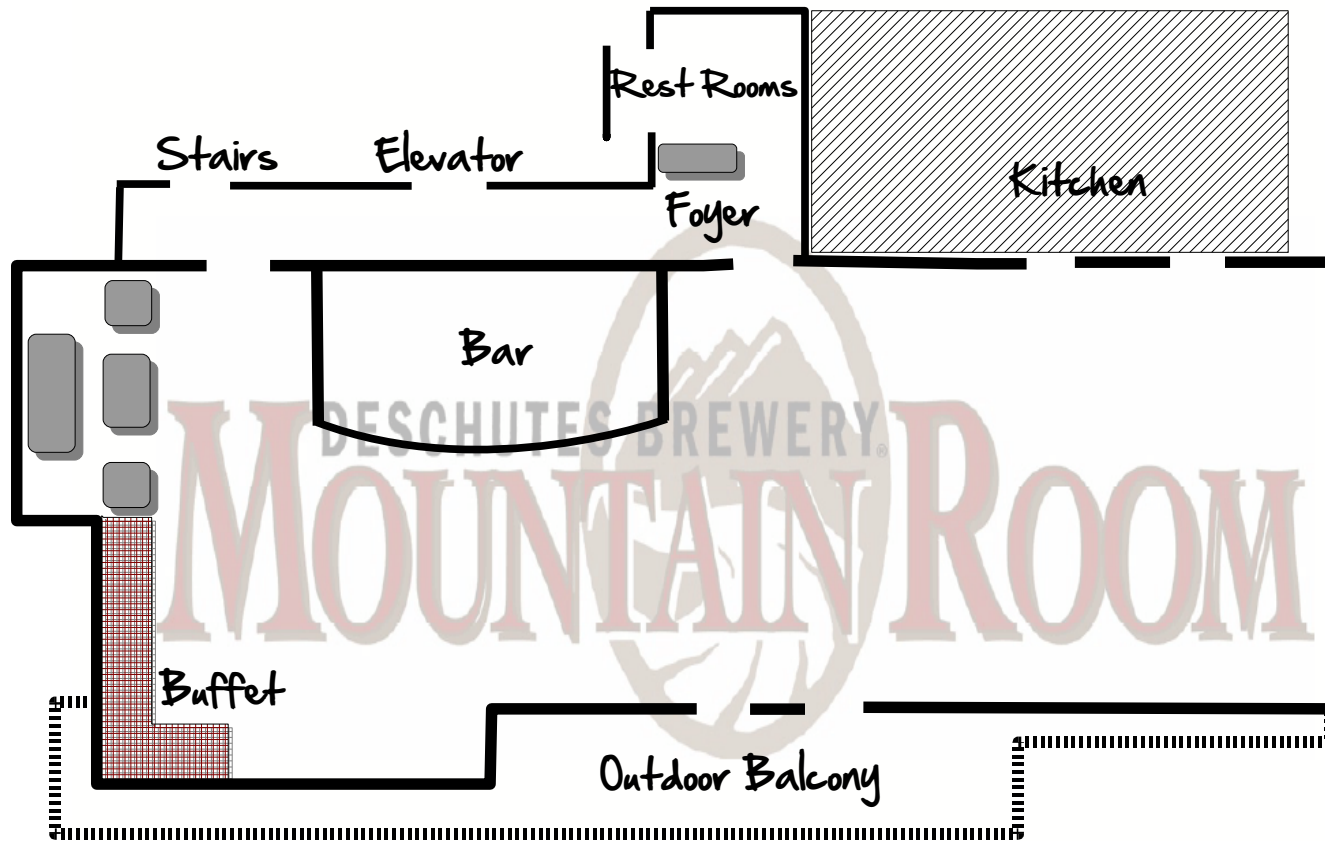 Rest Rooms
Stairs
Elevator
Kitchen
Foyer
Bar
DESCHUTES BREWERY®
MOUNTAIN ROOM
Buffet
Outdoor Balcony